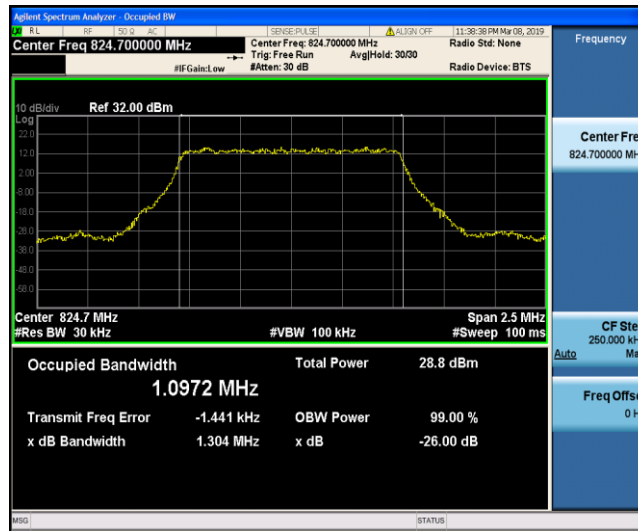 Agilent Spectrum Analyzer - Occupied BW
RL RF 50 Ω AC SENSE:PULSE ALIGN OFF 11:38:38 PM Mar 08, 2019
Center Freq 824.700000 MHz
Center Freq: 824.700000 MHz
Radio Std: None
Trig: Free Run Avg|Hold: 30/30
#IFGain:Low #Atten: 30 dB Radio Device: BTS
Frequency
10 dB/div Ref 32.00 dBm
Log
22.0
12.0
2.00
-8.00
-18.0
-28.0
-38.0
-48.0
-58.0
Center 824.7 MHz Span 2.5 MHz
#Res BW 30 kHz #VBW 100 kHz #Sweep 100 ms
Occupied Bandwidth Total Power 28.8 dBm
1.0972 MHz
Transmit Freq Error -1.441 kHz OBW Power 99.00 %
x dB Bandwidth 1.304 MHz x dB -26.00 dB
Center Fre
824.700000 MH
CF Ste
250.000 kH
Auto Ma
Freq Offs
0 H
MSG STATUS